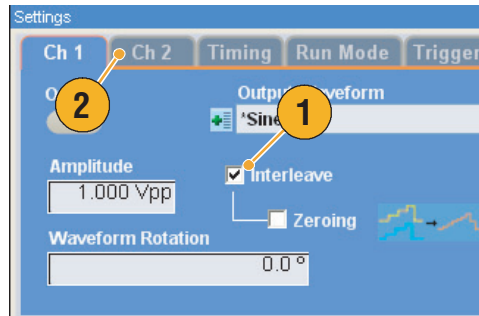 Settings
Ch 1 Ch 2 Timing Run Mode Trigger
Output Waveform
2 1
*Sine
Amplitude
Interleave
1.000 Vpp
Zeroing
Waveform Rotation
0.0 °